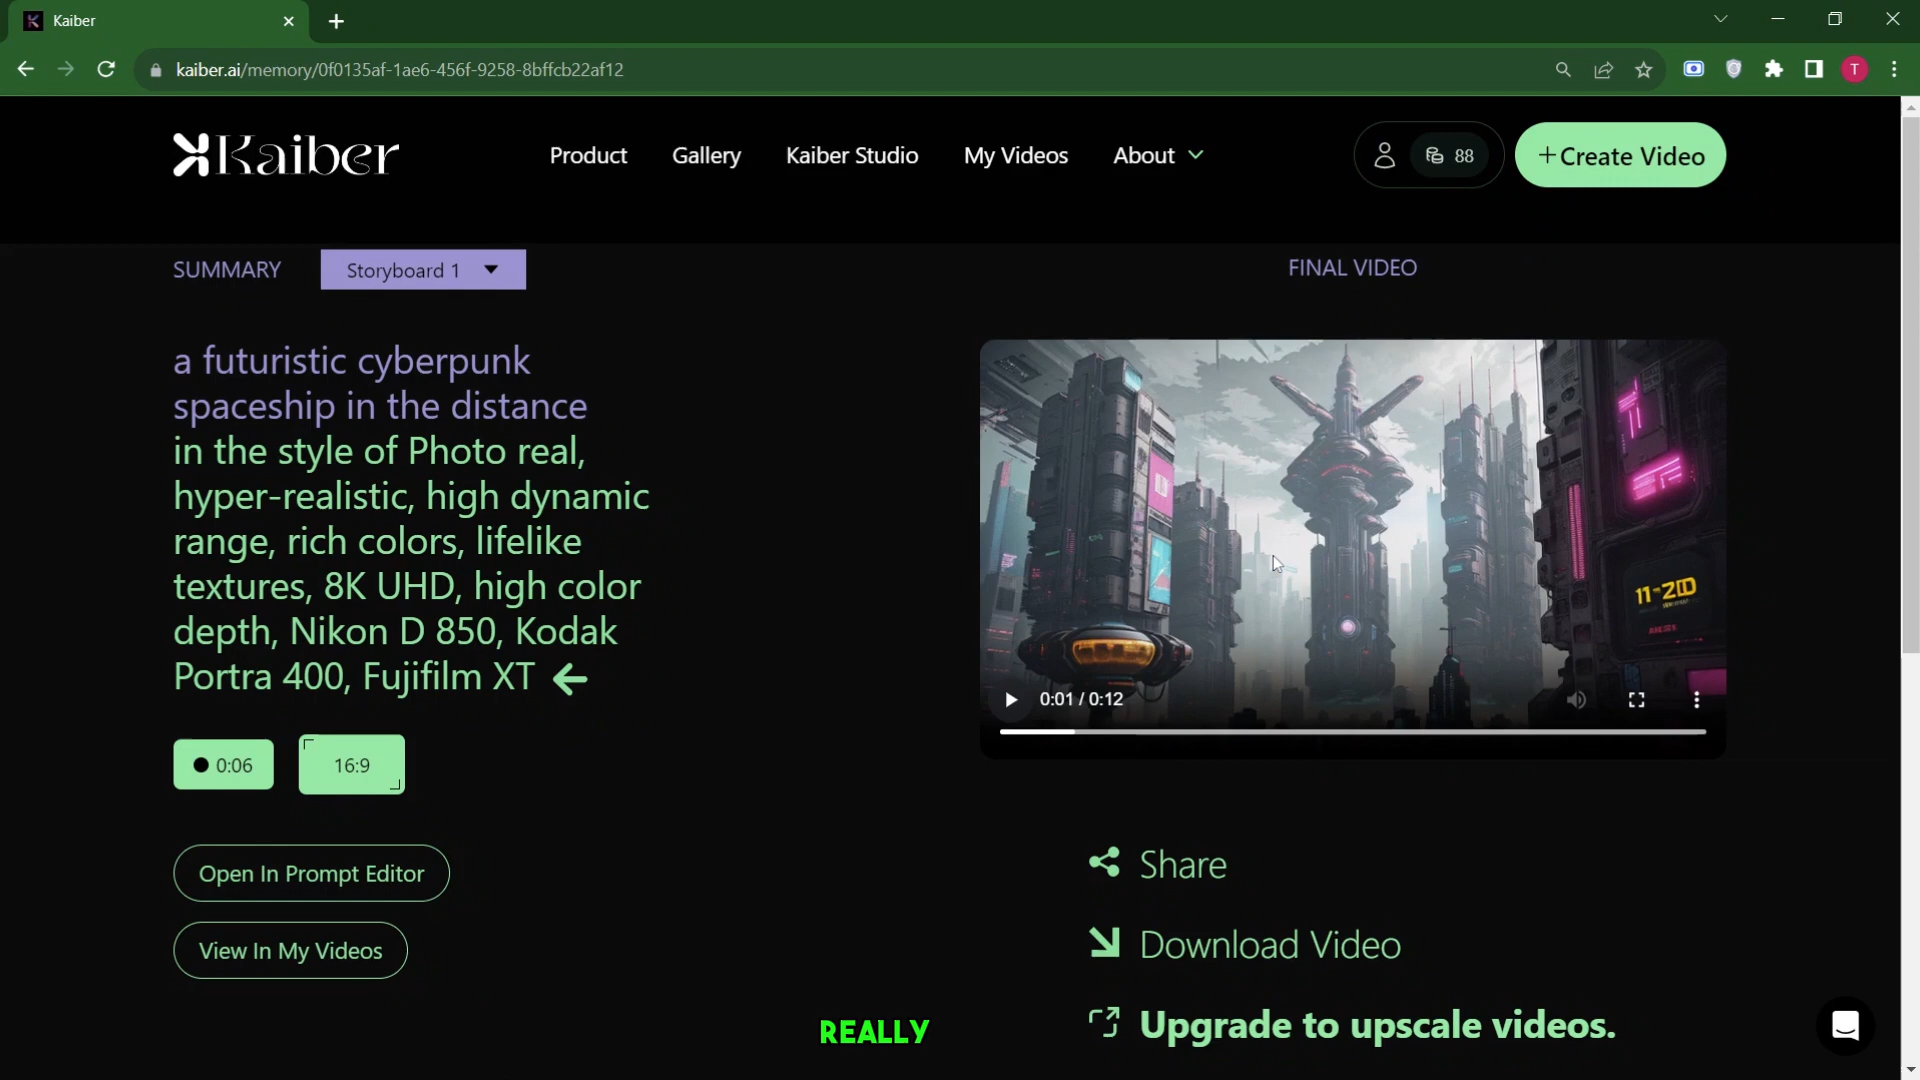 Kaiber
kaiber.ai/memory/0f0135af-1ae6-456f-9258-8bffcb22af12
T
Kaiber
Product
Gallery
Kaiber Studio
My Videos
About
88
+Create Video
SUMMARY
Storyboard 1
FINAL VIDEO
a futuristic cyberpunk
spaceship in the distance
in the style of Photo real,
hyper-realistic, high dynamic
range, rich colors, lifelike
textures, 8K UHD, high color
depth, Nikon D 850, Kodak
Portra 400, Fujifilm XT
0:06
16:9
Open In Prompt Editor
View In My Videos
0:01 / 0:12
Share
Download Video
Upgrade to upscale videos.
REALLY